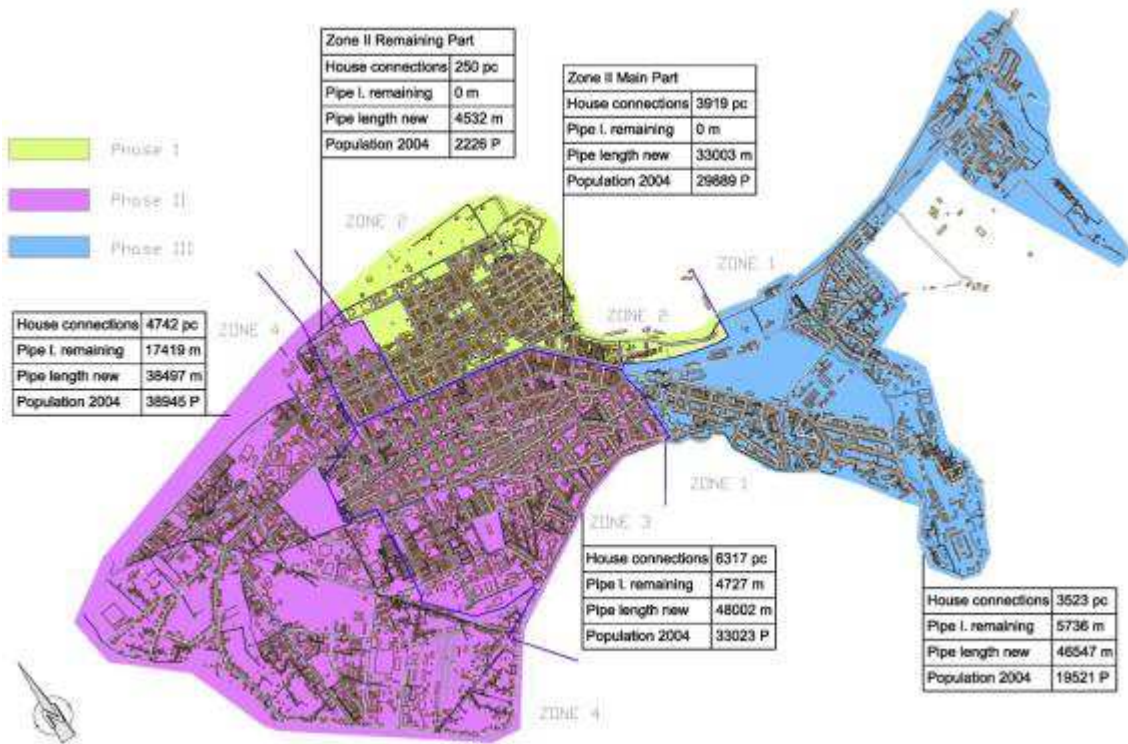 Zone II Remaining Part
House connections 250 pc
Pipe l. remaining 0 m
Pipe length new 4532 m
Population 2004 2226 P
Zone II Main Part
House connections 3919 pc
Pipe l. remaining 0 m
Pipe length new 33003 m
Population 2004 29889 P
Phase I
Phase II
Phase III
ZONE 2
ZONE 1
ZONE 2
ZONE 4
House connections 4742 pc
Pipe l. remaining 17419 m
Pipe length new 38497 m
Population 2004 38945 P
ZONE 1
ZONE 3
House connections 6317 pc
Pipe l. remaining 4727 m
Pipe length new 48002 m
Population 2004 33023 P
House connections 3523 pc
Pipe l. remaining 5736 m
Pipe length new 46547 m
Population 2004 19521 P
ZONE 4